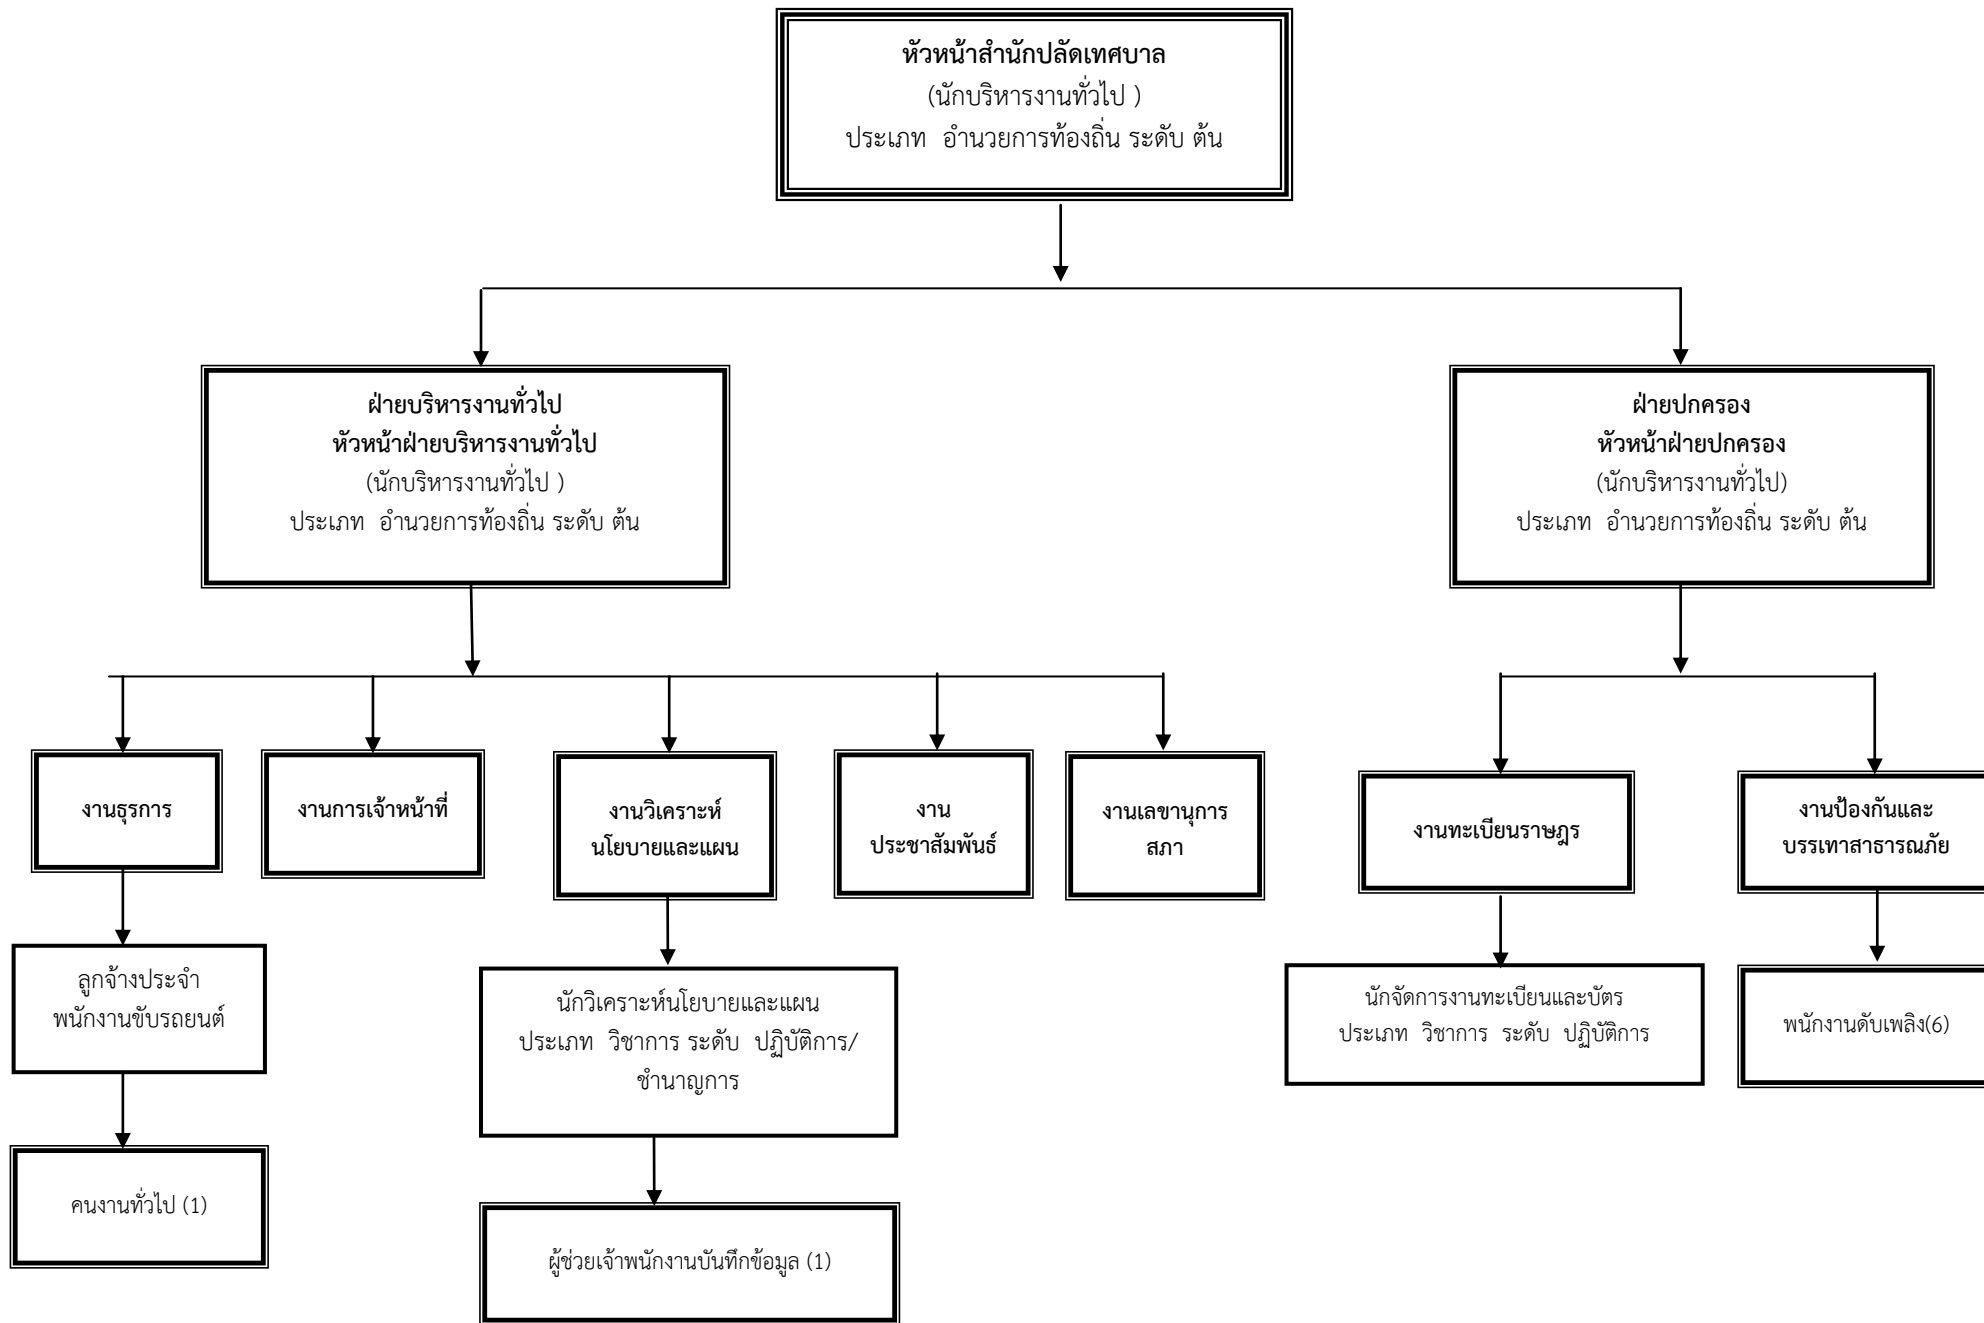 หัวหน้าสำนักปลัดเทศบาล
(นักบริหารงานทั่วไป )
ประเภท  อำนวยการท้องถิ่น ระดับ ต้น
ฝ่ายบริหารงานทั่วไป
หัวหน้าฝ่ายบริหารงานทั่วไป
(นักบริหารงานทั่วไป )
ประเภท  อำนวยการท้องถิ่น ระดับ ต้น
ฝ่ายปกครอง
หัวหน้าฝ่ายปกครอง
(นักบริหารงานทั่วไป)
ประเภท  อำนวยการท้องถิ่น ระดับ ต้น
งานธุรการ
งานการเจ้าหน้าที่
งานวิเคราะห์
นโยบายและแผน
งาน
ประชาสัมพันธ์
งานเลขานุการ
สภา
งานทะเบียนราษฎร
งานป้องกันและ
บรรเทาสาธารณภัย
ลูกจ้างประจำ
พนักงานขับรถยนต์
นักวิเคราะห์นโยบายและแผน
ประเภท  วิชาการ ระดับ  ปฏิบัติการ/
ชำนาญการ
นักจัดการงานทะเบียนและบัตร
ประเภท  วิชาการ  ระดับ  ปฏิบัติการ
พนักงานดับเพลิง(6)
คนงานทั่วไป (1)
ผู้ช่วยเจ้าพนักงานบันทึกข้อมูล (1)